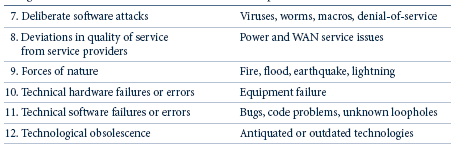 7. Deliberate software attacks Viruses, worms, macros, denial-of-service
8. Deviations in quality of service Power and WAN service issues
from service providers
9. Forces of nature Fire, flood, earthquake, lightning
10. Technical hardware failures or errors Equipment failure
11. Technical software failures or errors Bugs, code problems, unknown loopholes
12. Technological obsolescence Antiquated or outdated technologies